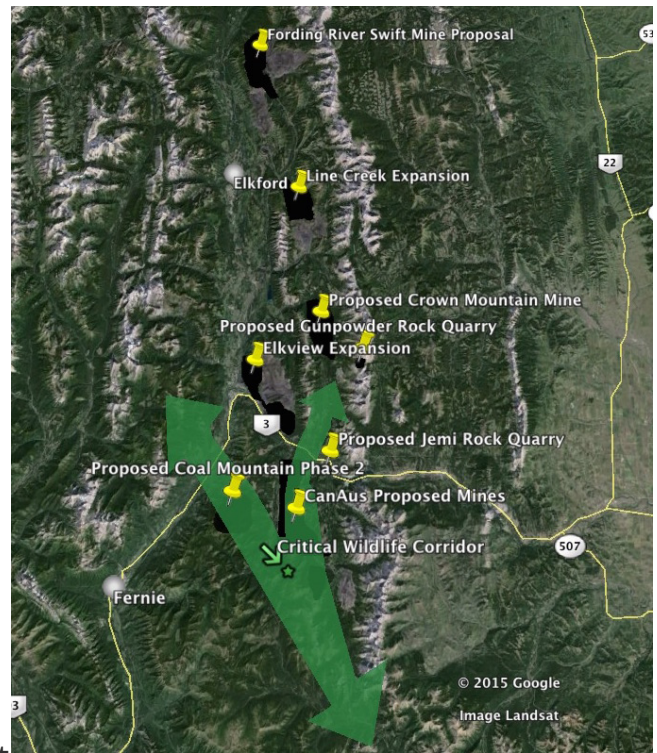 Fording River Swift Mine Proposal
53
22
Line Creek Expansion
Elkford
Proposed Crown Mountain Mine
Proposed Gunpowder Rock Quarry
Elkview Expansion
3
Proposed Jemi Rock Quarry
Proposed Coal Mountain Phase 2
CanAus Proposed Mines
Critical Wildlife Corridor
507
Fernie
© 2015 Google
3
Image Landsat